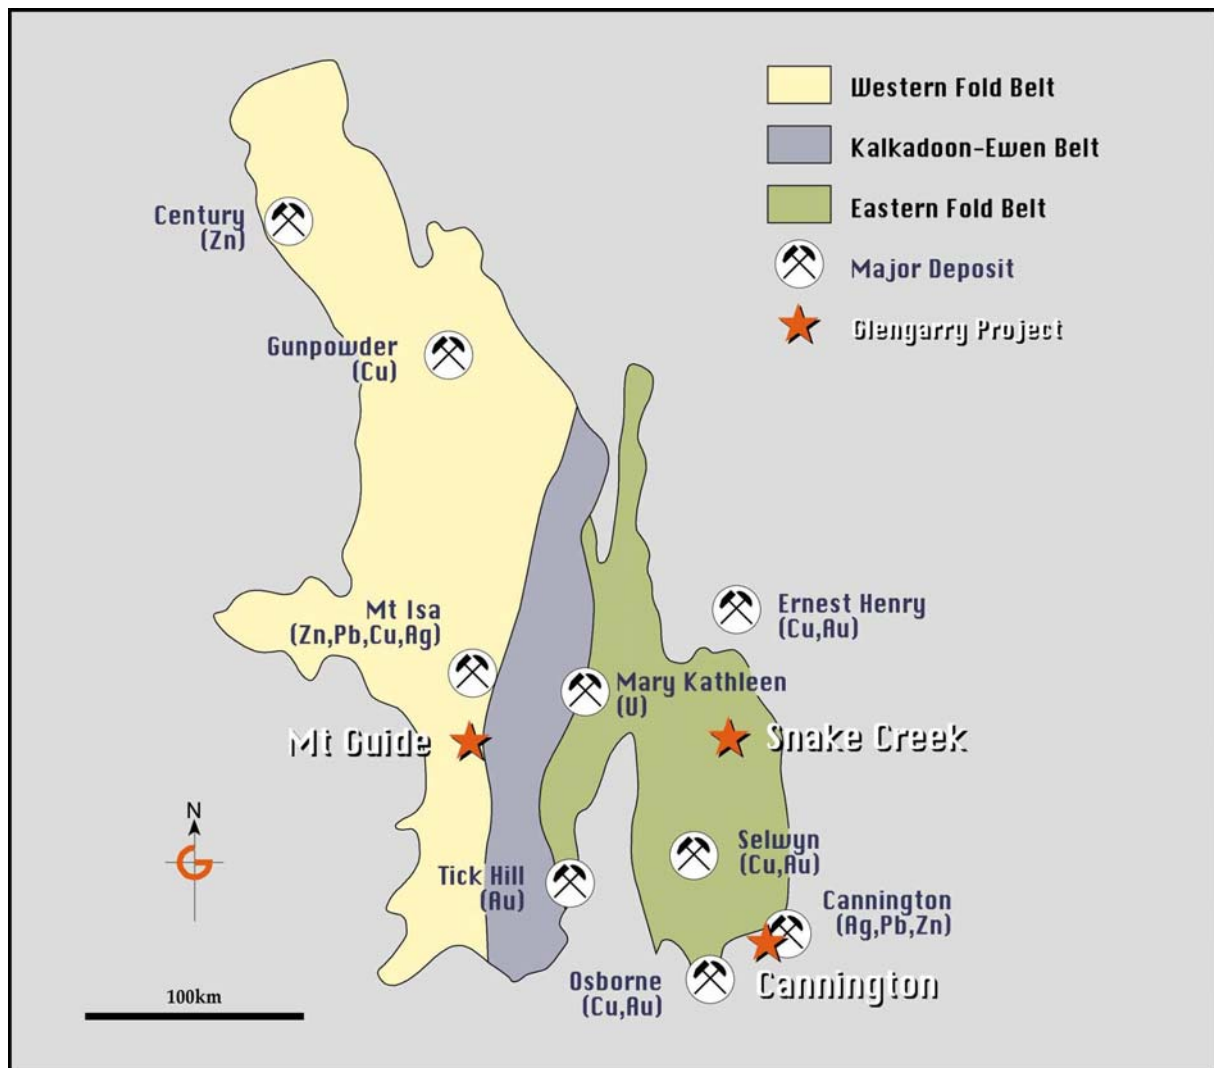 Western Fold Belt
Kalkadoon-Ewen Belt
Eastern Fold Belt
Major Deposit
Glengarry Project
Century
(Zn)
Gunpowder
(Cu)
Mt Isa
(Zn,Pb,Cu,Ag)
Ernest Henry
(Cu,Au)
Mary Kathleen
(U)
Mt Guide
Snake Creek
N
Selwyn
(Cu,Au)
Tick Hill
(Au)
Cannington
(Ag,Pb,Zn)
Osborne
(Cu,Au)
Cannington
100km